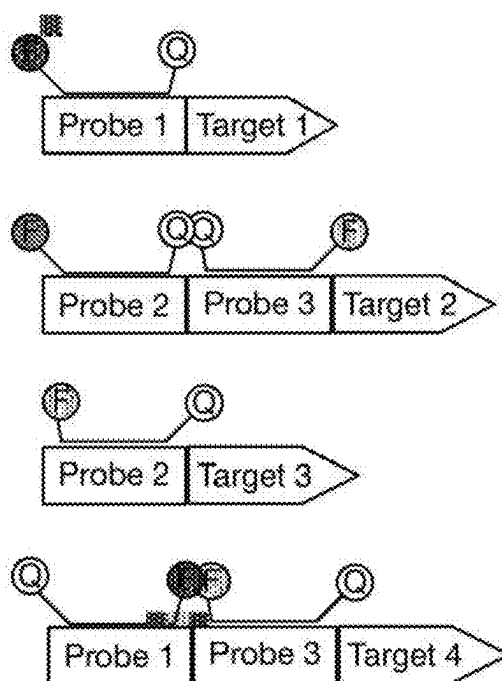 F Q
Probe 1 Target 1
F Q Q F
Probe 2 Probe 3 Target 2
F Q
Probe 2 Target 3
Q F F Q
Probe 1 Probe 3 Target 4